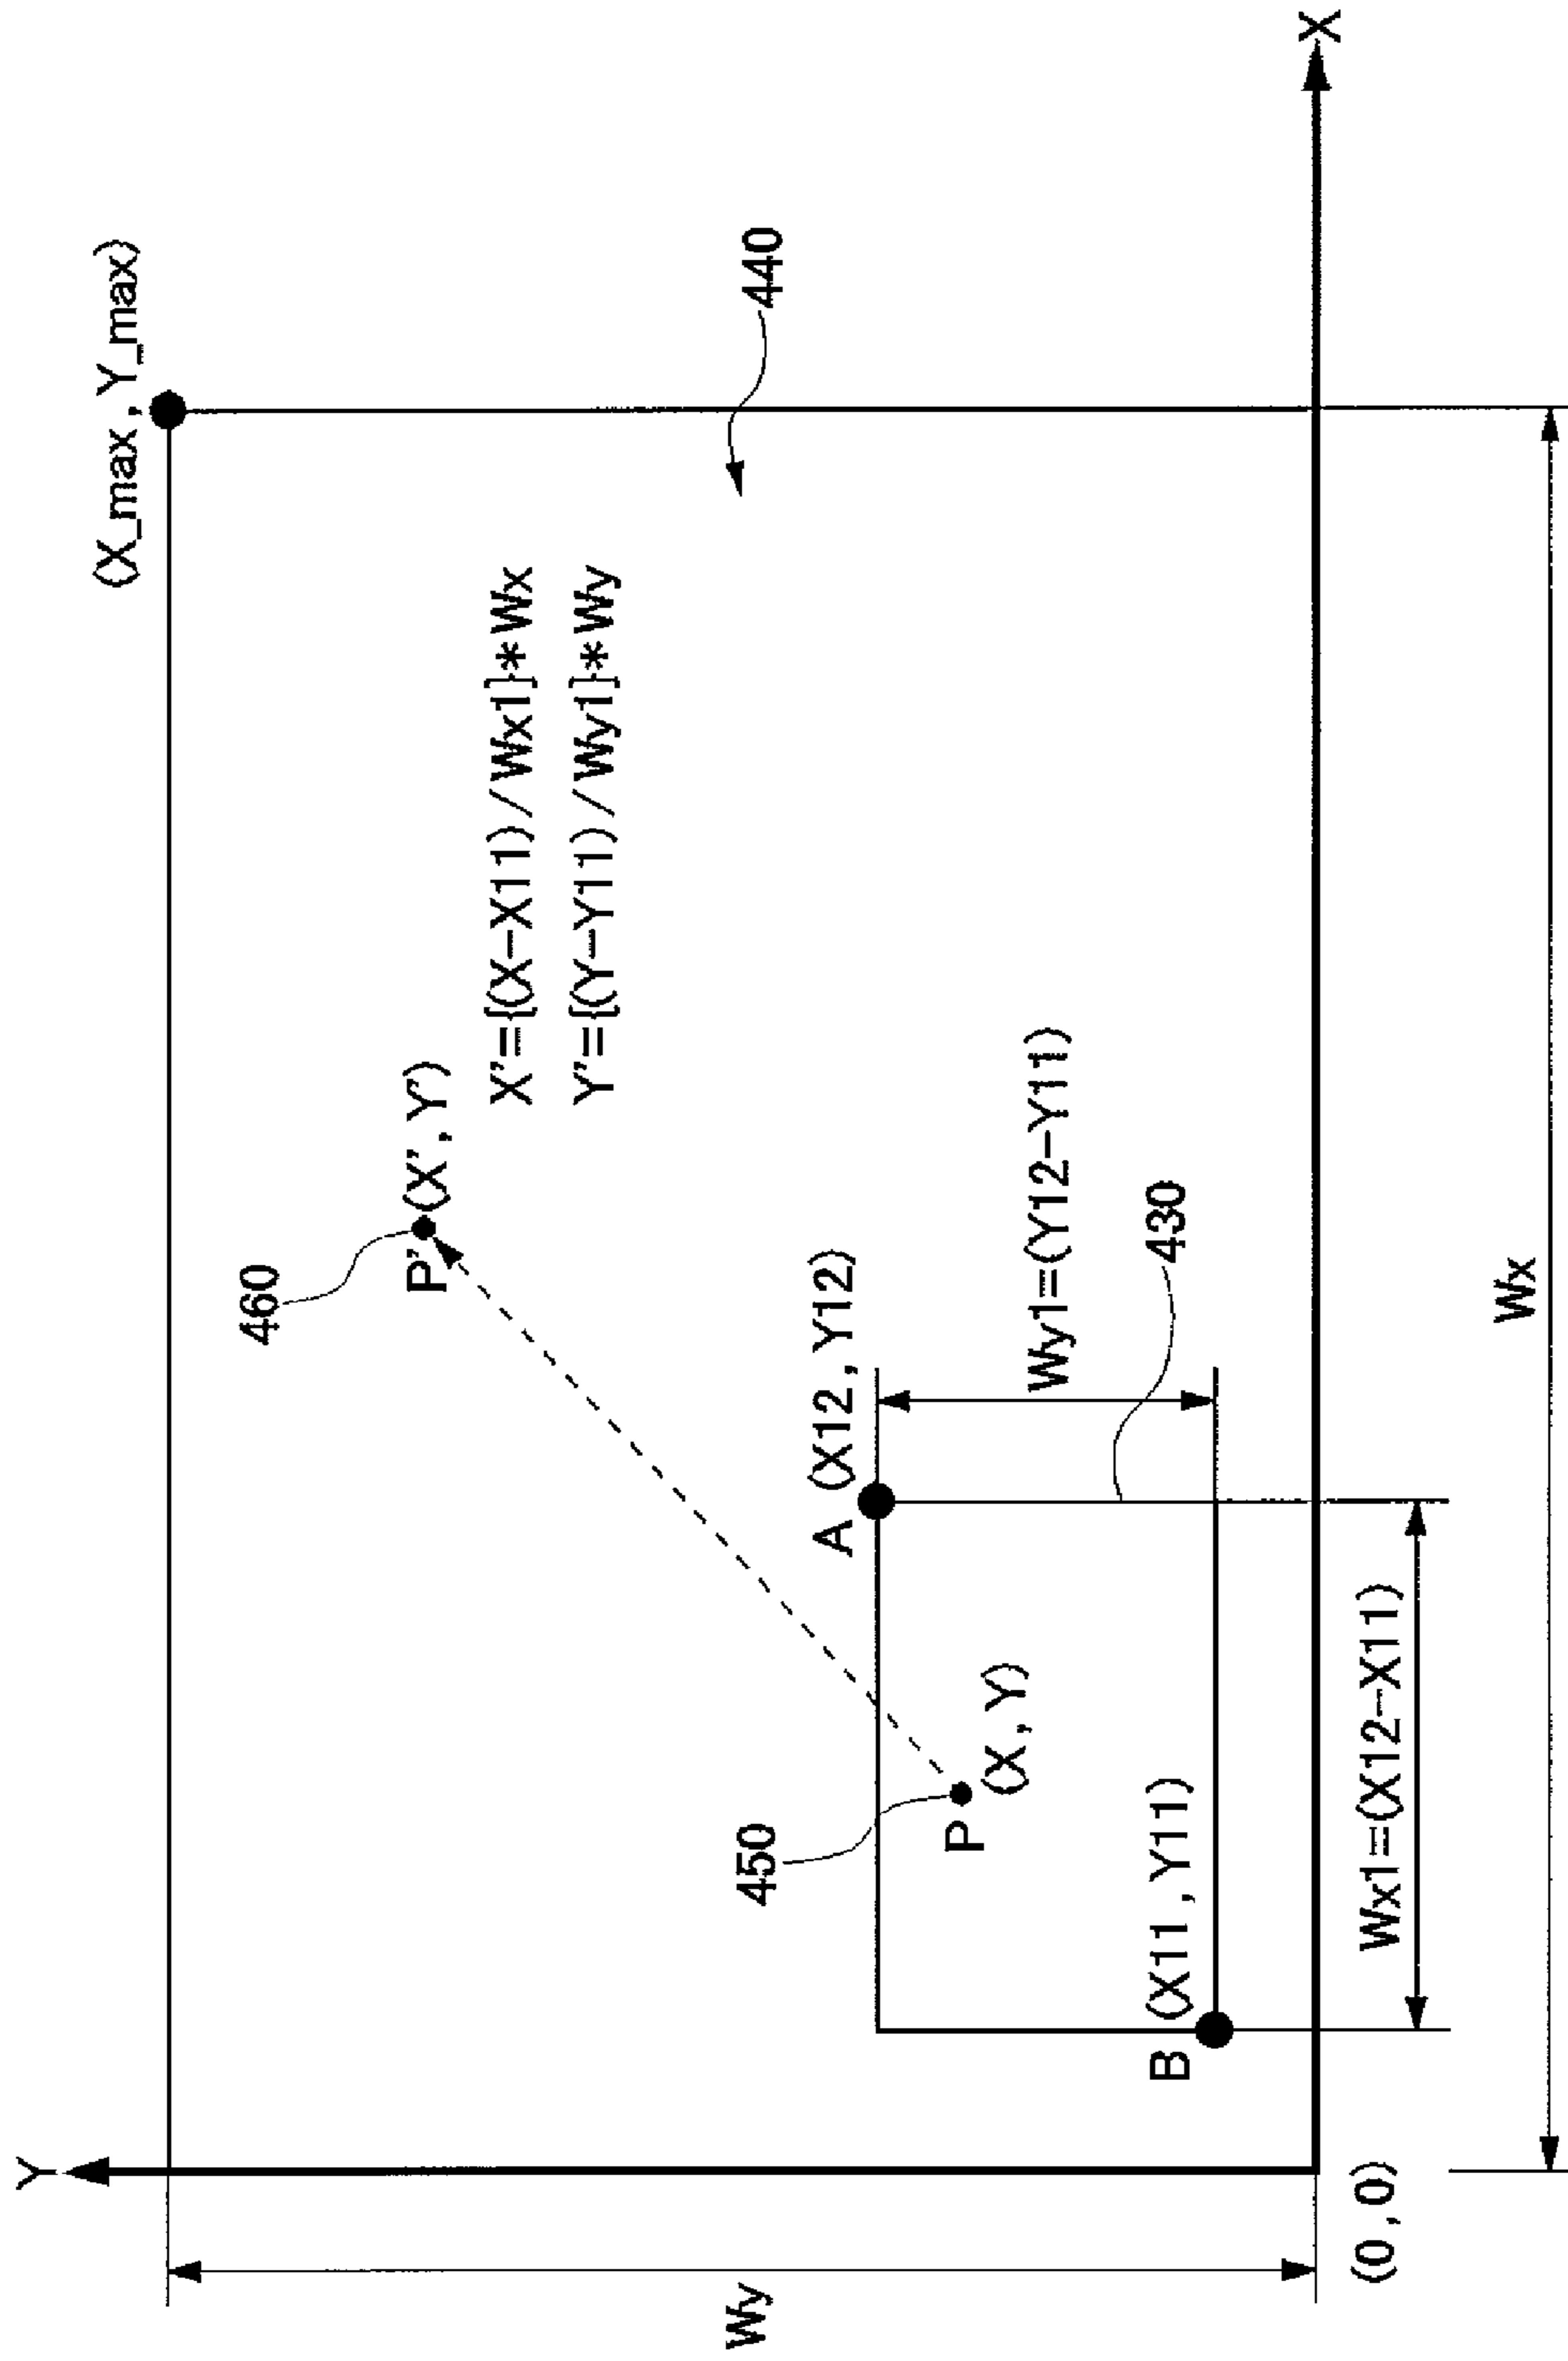 Y
(X_max, Y_max)
Wy
460
P' (X', Y')
X'={(X-X11)/Wx1}*Wx
Y'={(Y-Y11)/Wy1}*Wy
440
450
A (X12, Y12)
P
(X, Y)
Wy1=(Y12-Y11)
B (X11, Y11)
430
X
(0, 0)
Wx1=(X12-X11)
Wx